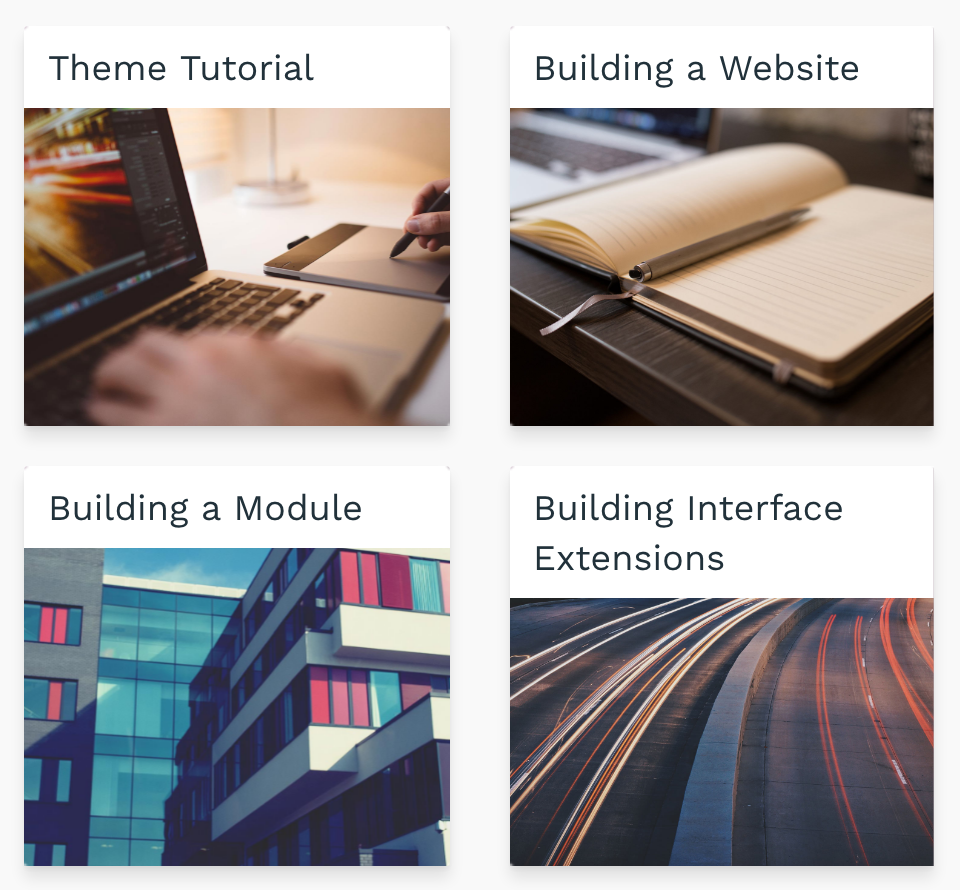 Theme Tutorial
Building a Website
Building a Module
Building Interface
Extensions